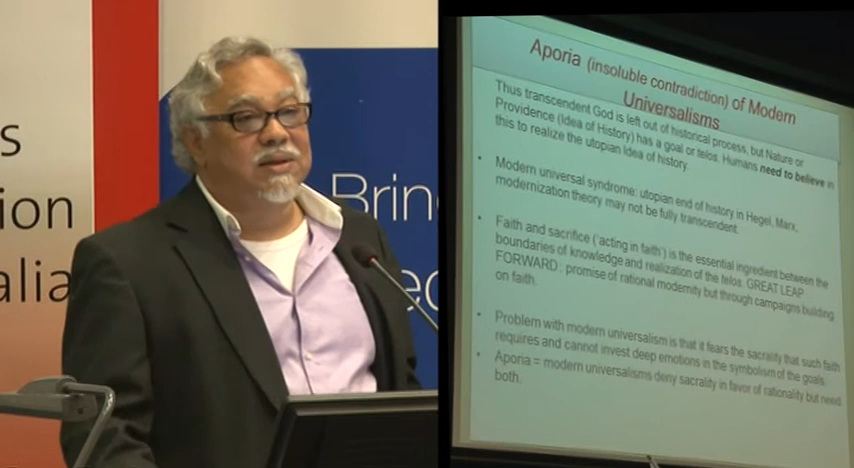 s
ion
alia
Brin
Aporia (insoluble contradiction) of Modern
Universalisms
Thus transcendent God is left out of historical process, but Nature or
Providence (Idea of History) has a goal or telos. Humans need to believe in
this to realize the utopian Idea of history.
• Modern universal syndrome: utopian end of history in Hegel, Marx,
modernization theory may not be fully transcendent.
• Faith and sacrifice ('acting in faith') is the essential ingredient between the
boundaries of knowledge and realization of the telos. GREAT LEAP
FORWARD: promise of rational modernity but through campaigns building
on faith.
• Problem with modern universalism is that it fears the sacrality that such faith
requires and cannot invest deep emotions in the symbolism of the goals.
• Aporia = modern universalisms deny sacrality in favor of rationality but need
both.